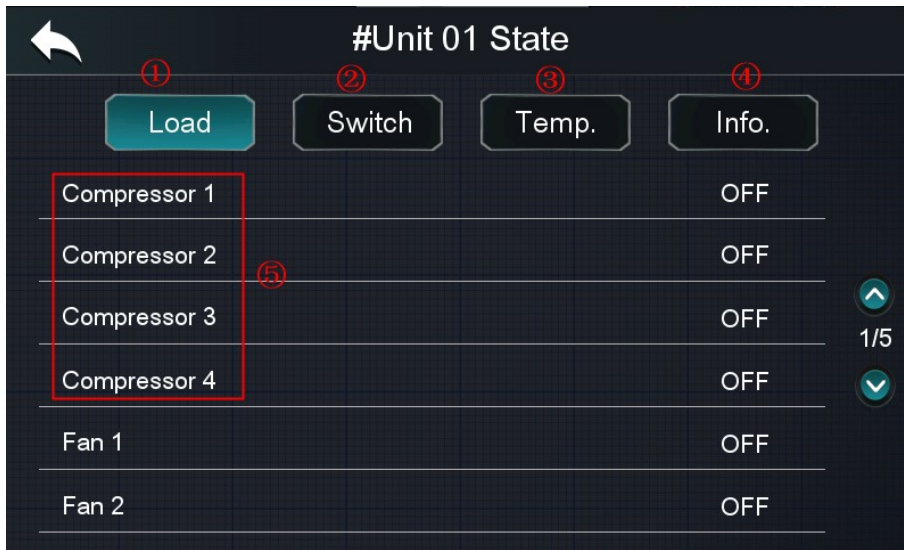 #Unit 01 State
① ② ③ ④
Load Switch Temp. Info.
Compressor 1 OFF
Compressor 2 OFF
⑤
Compressor 3 OFF
1/5
Compressor 4 OFF
Fan 1 OFF
Fan 2 OFF